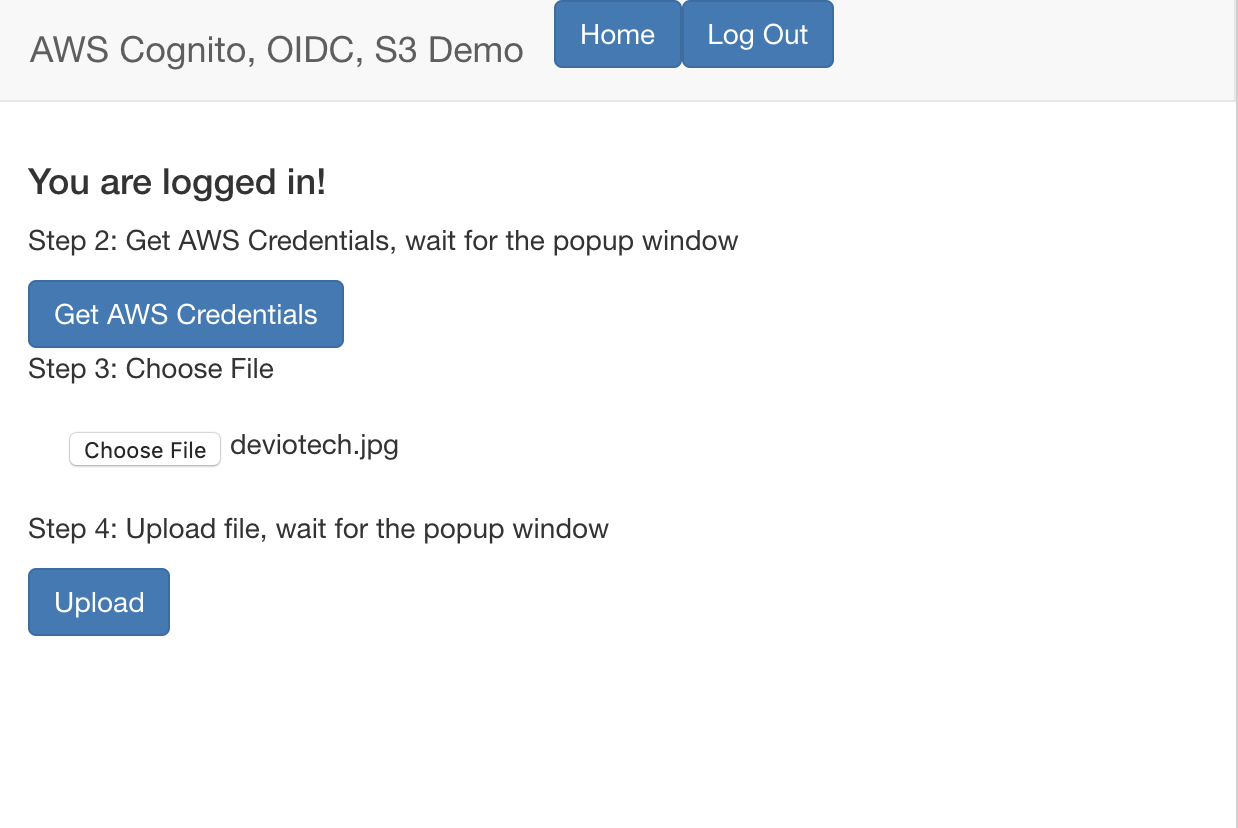 AWS Cognito, OIDC, S3 Demo Home Log Out
You are logged in!
Step 2: Get AWS Credentials, wait for the popup window
Get AWS Credentials
Step 3: Choose File
Choose File deviotech.jpg
Step 4: Upload file, wait for the popup window
Upload